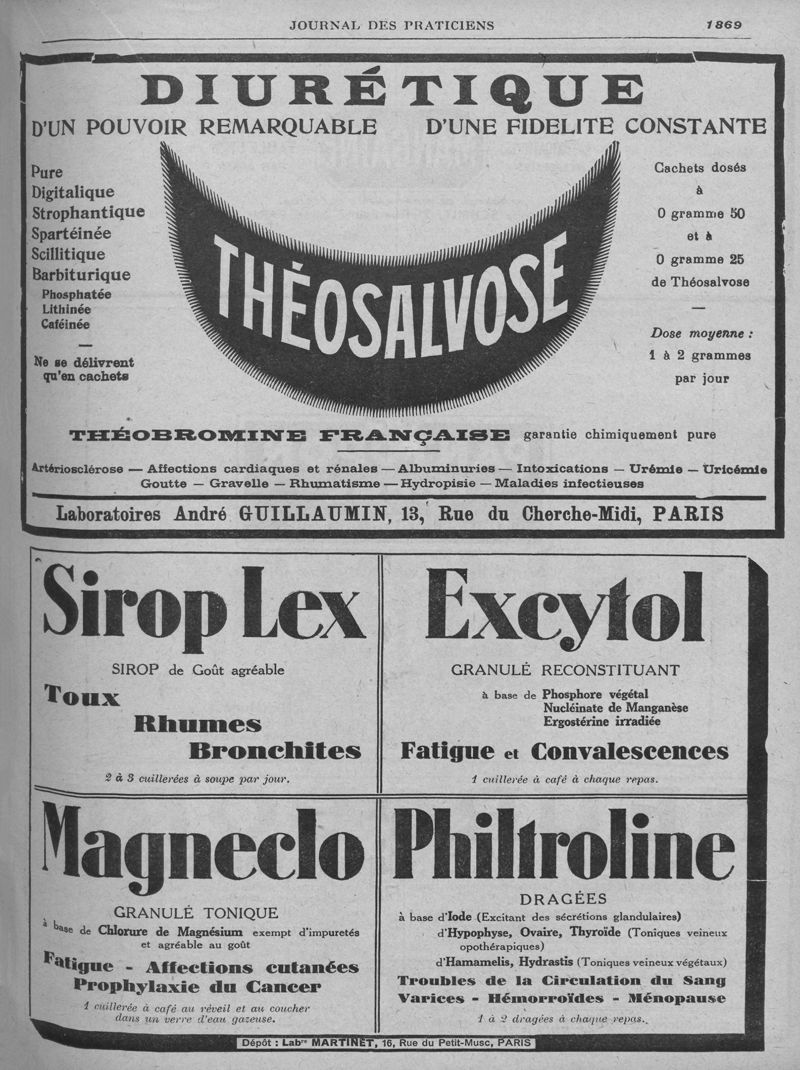 JOURNAL DES PRATICIENS
1869
DIURÉTIQUE
D'UN POUVOIR REMARQUABLE
D'UNE FIDELITE CONSTANTE
Pure
Digitalique
Strophantique
Spartéinée
Scillitique
Barbiturique
Phosphatée
Lithinée
Caféinée
—
Ne se délivrent
qu'en cachets
THÉOSALVOSE
Cachets dosés
à
0 gramme 50
et à
0 gramme 25
de Théosalvose
—
Dose moyenne :
1 à 2 grammes
par jour
THÉOBROMINE FRANÇAISE garantie chimiquement pure
Artériosclérose — Affections cardiaques et rénales — Albuminuries — Intoxications — Urémie — Uricémie
Goutte — Gravelle — Rhumatisme — Hydropisie — Maladies infectieuses
Laboratoires André GUILLAUMIN, 13, Rue du Cherche-Midi, PARIS
Sirop Lex
SIROP de Goût agréable
Toux
Rhumes
Bronchites
2 à 3 cuillerées à soupe par jour.
Excytol
GRANULÉ RECONSTITUANT
à base de Phosphore végétal
Nucléinate de Manganèse
Ergostérine irradiée
Fatigue et Convalescences
1 cuillerée à café à chaque repas.
Magneclo
GRANULÉ TONIQUE
à base de Chlorure de Magnésium exempt d'impuretés
et agréable au goût
Fatigue - Affections cutanées
Prophylaxie du Cancer
1 cuillerée à café au réveil et au coucher
dans un verre d'eau gazeuse.
Philtroline
DRAGÉES
à base d'Iode (Excitant des sécrétions glandulaires)
d'Hypophyse, Ovaire, Thyroïde (Toniques veineux
opothérapiques)
d'Hamamelis, Hydrastis (Toniques veineux végétaux)
Troubles de la Circulation du Sang
Varices - Hémorroïdes - Ménopause
1 à 2 dragées à chaque repas.
Dépôt : Labres MARTINET, 16, Rue du Petit-Musc, PARIS